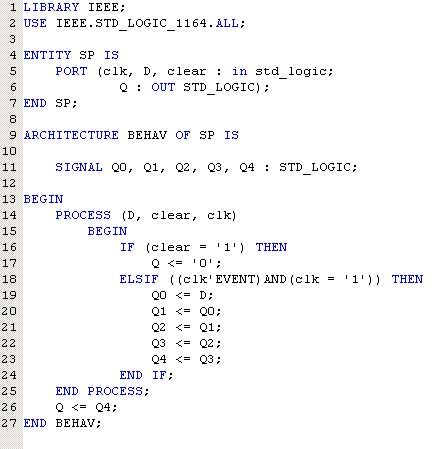 1 LIBRARY IEEE;
2 USE IEEE.STD_LOGIC_1164.ALL;
3
4 ENTITY SP IS
5     PORT (clk, D, clear : in std_logic;
6             Q : OUT STD_LOGIC);
7 END SP;
8
9 ARCHITECTURE BEHAV OF SP IS
10
11     SIGNAL Q0, Q1, Q2, Q3, Q4 : STD_LOGIC;
12
13 BEGIN
14     PROCESS (D, clear, clk)
15         BEGIN
16             IF (clear = '1') THEN
17                 Q <= '0';
18             ELSIF ((clk'EVENT)AND(clk = '1')) THEN
19                 Q0 <= D;
20                 Q1 <= Q0;
21                 Q2 <= Q1;
22                 Q3 <= Q2;
23                 Q4 <= Q3;
24             END IF;
25     END PROCESS;
26     Q <= Q4;
27 END BEHAV;